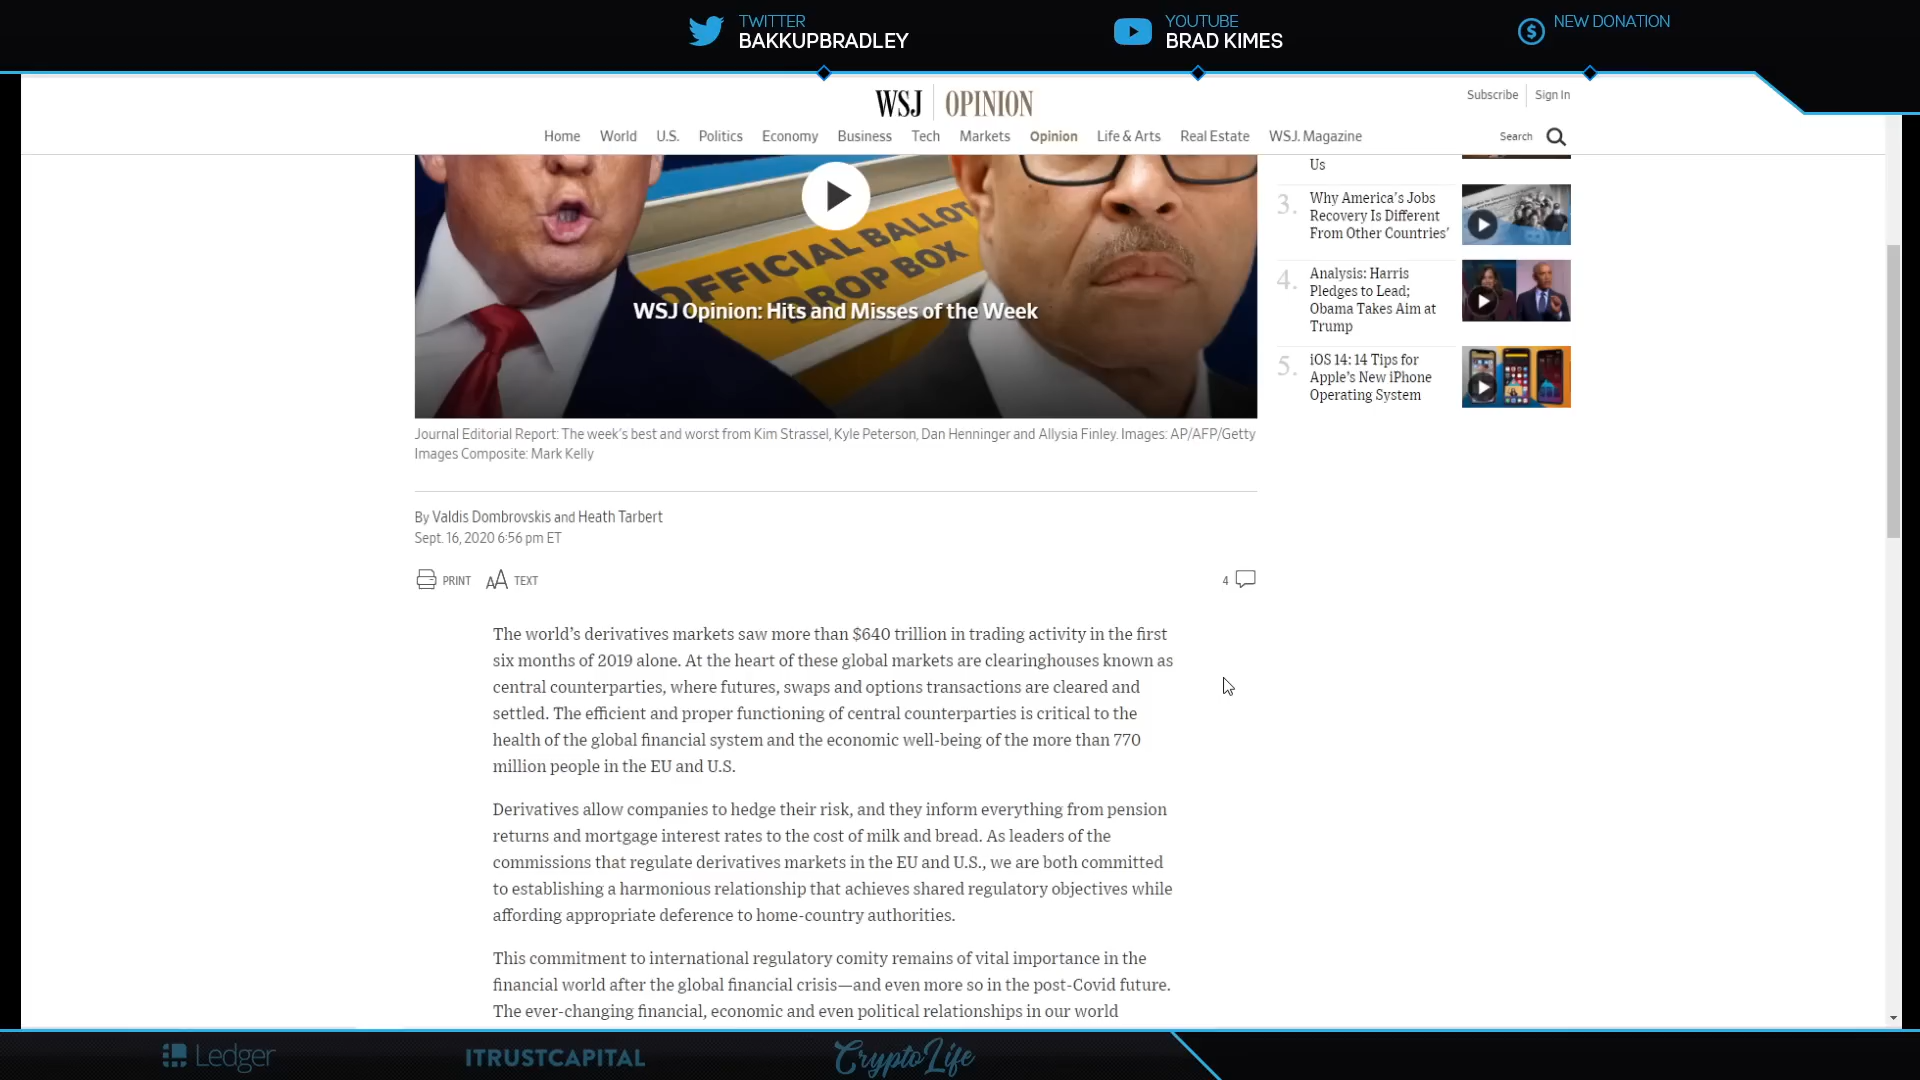 TWITTER
BAKKUPBRADLEY
YOUTUBE
BRAD KIMES
NEW DONATION
WSJ OPINION
Subscribe Sign In
Home World U.S. Politics Economy Business Tech Markets Opinion Life & Arts Real Estate WSJ. Magazine
Search
OFFICIAL BALLOT
DROP BOX
WSJ Opinion: Hits and Misses of the Week
Us
3. Why America's Jobs
Recovery Is Different
From Other Countries'
4. Analysis: Harris
Pledges to Lead;
Obama Takes Aim at
Trump
5. iOS 14: 14 Tips for
Apple's New iPhone
Operating System
Journal Editorial Report: The week's best and worst from Kim Strassel, Kyle Peterson, Dan Henninger and Allysia Finley. Images: AP/AFP/Getty
Images Composite: Mark Kelly
By Valdis Dombrovskis and Heath Tarbert
Sept. 16, 2020 6:56 pm ET
PRINT AA TEXT
4
The world's derivatives markets saw more than $640 trillion in trading activity in the first
six months of 2019 alone. At the heart of these global markets are clearinghouses known as
central counterparties, where futures, swaps and options transactions are cleared and
settled. The efficient and proper functioning of central counterparties is critical to the
health of the global financial system and the economic well-being of the more than 770
million people in the EU and U.S.
Derivatives allow companies to hedge their risk, and they inform everything from pension
returns and mortgage interest rates to the cost of milk and bread. As leaders of the
commissions that regulate derivatives markets in the EU and U.S., we are both committed
to establishing a harmonious relationship that achieves shared regulatory objectives while
affording appropriate deference to home-country authorities.
This commitment to international regulatory comity remains of vital importance in the
financial world after the global financial crisis—and even more so in the post-Covid future.
The ever-changing financial, economic and even political relationships in our world
Ledger
ITRUSTCAPITAL
CryptoLife